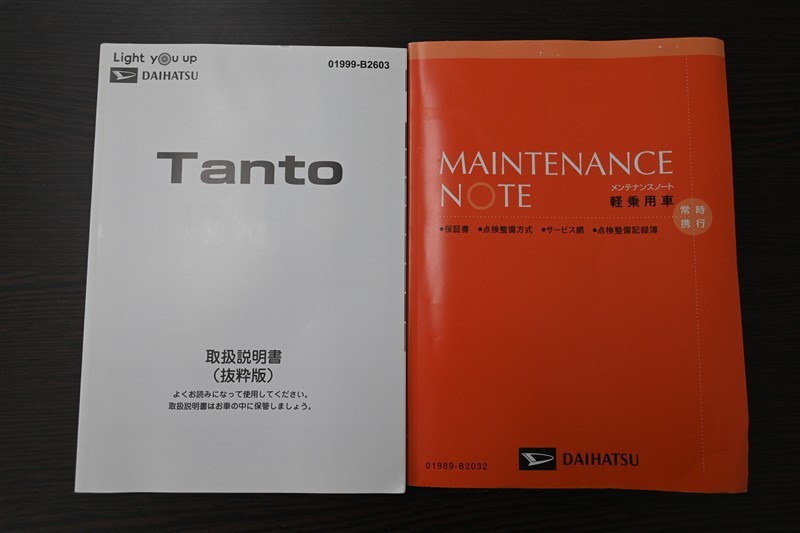 Light you up
DAIHATSU
01999-B2603
Tanto
取扱説明書
(抜粋版)
よくお読みになって使用してください。
取扱説明書はお車の中に保管しましょう。
MAINTENANCE
NOTE
メンテナンスノート
軽乗用車
常時
携行
•保証書 •点検整備方式 •サービス網 •点検整備記録簿
01989-B2032
DAIHATSU